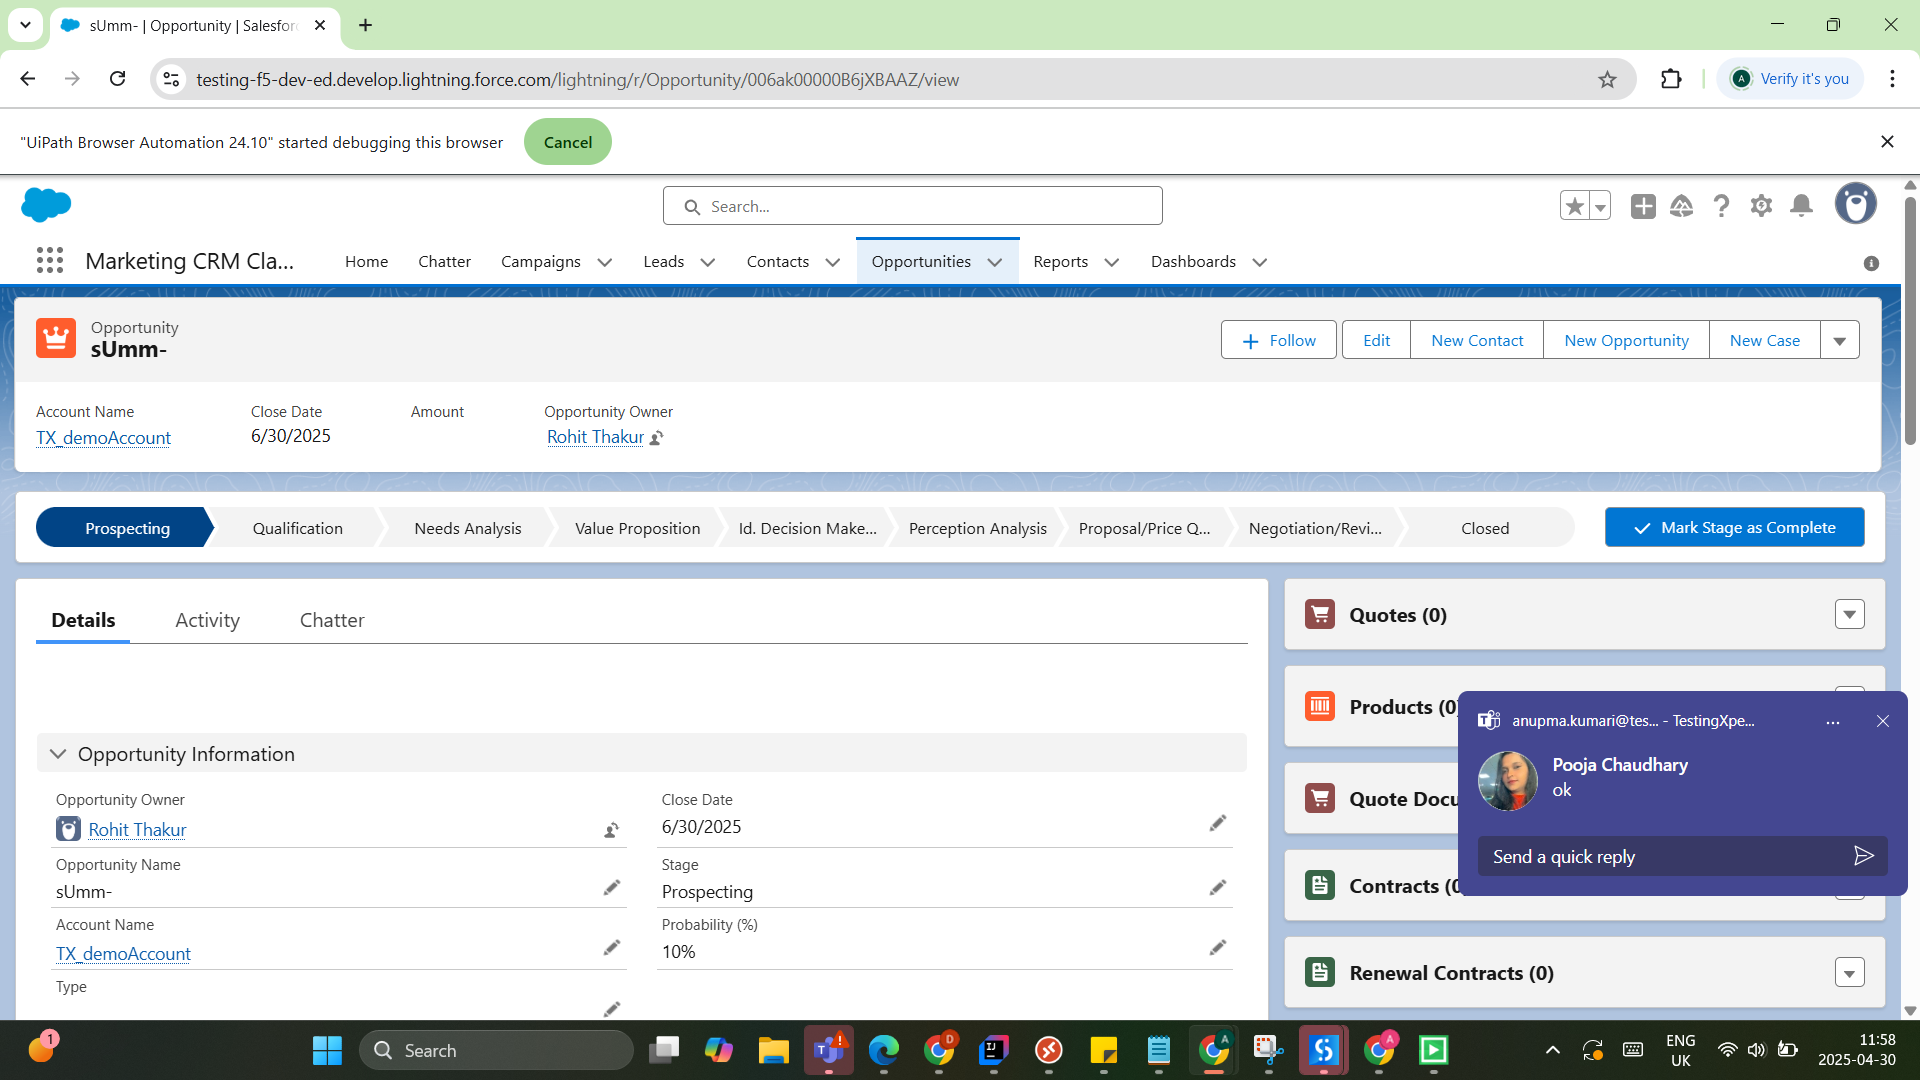 sUmm- | Opportunity | Salesforc
testing-f5-dev-ed.develop.lightning.force.com/lightning/r/Opportunity/006ak00000B6jXBAAZ/view
A Verify it's you
"UiPath Browser Automation 24.10" started debugging this browser
Cancel
Search...
Marketing CRM Cla...
Home
Chatter
Campaigns
Leads
Contacts
Opportunities
Reports
Dashboards
Opportunity
sUmm-
Follow
Edit
New Contact
New Opportunity
New Case
Account Name
TX_demoAccount
Close Date
6/30/2025
Amount
Opportunity Owner
Rohit Thakur
Prospecting
Qualification
Needs Analysis
Value Proposition
Id. Decision Make...
Perception Analysis
Proposal/Price Q...
Negotiation/Revi...
Closed
Mark Stage as Complete
Details
Activity
Chatter
Opportunity Information
Opportunity Owner
Rohit Thakur
Close Date
6/30/2025
Opportunity Name
sUmm-
Stage
Prospecting
Account Name
TX_demoAccount
Probability (%)
10%
Type
Quotes (0)
Products (0)
Quote Docu
Contracts (0
Renewal Contracts (0)
anupma.kumari@tes... - TestingXpe...
Pooja Chaudhary
ok
Send a quick reply
1
Search
D
A
A
ENG
UK
11:58
2025-04-30